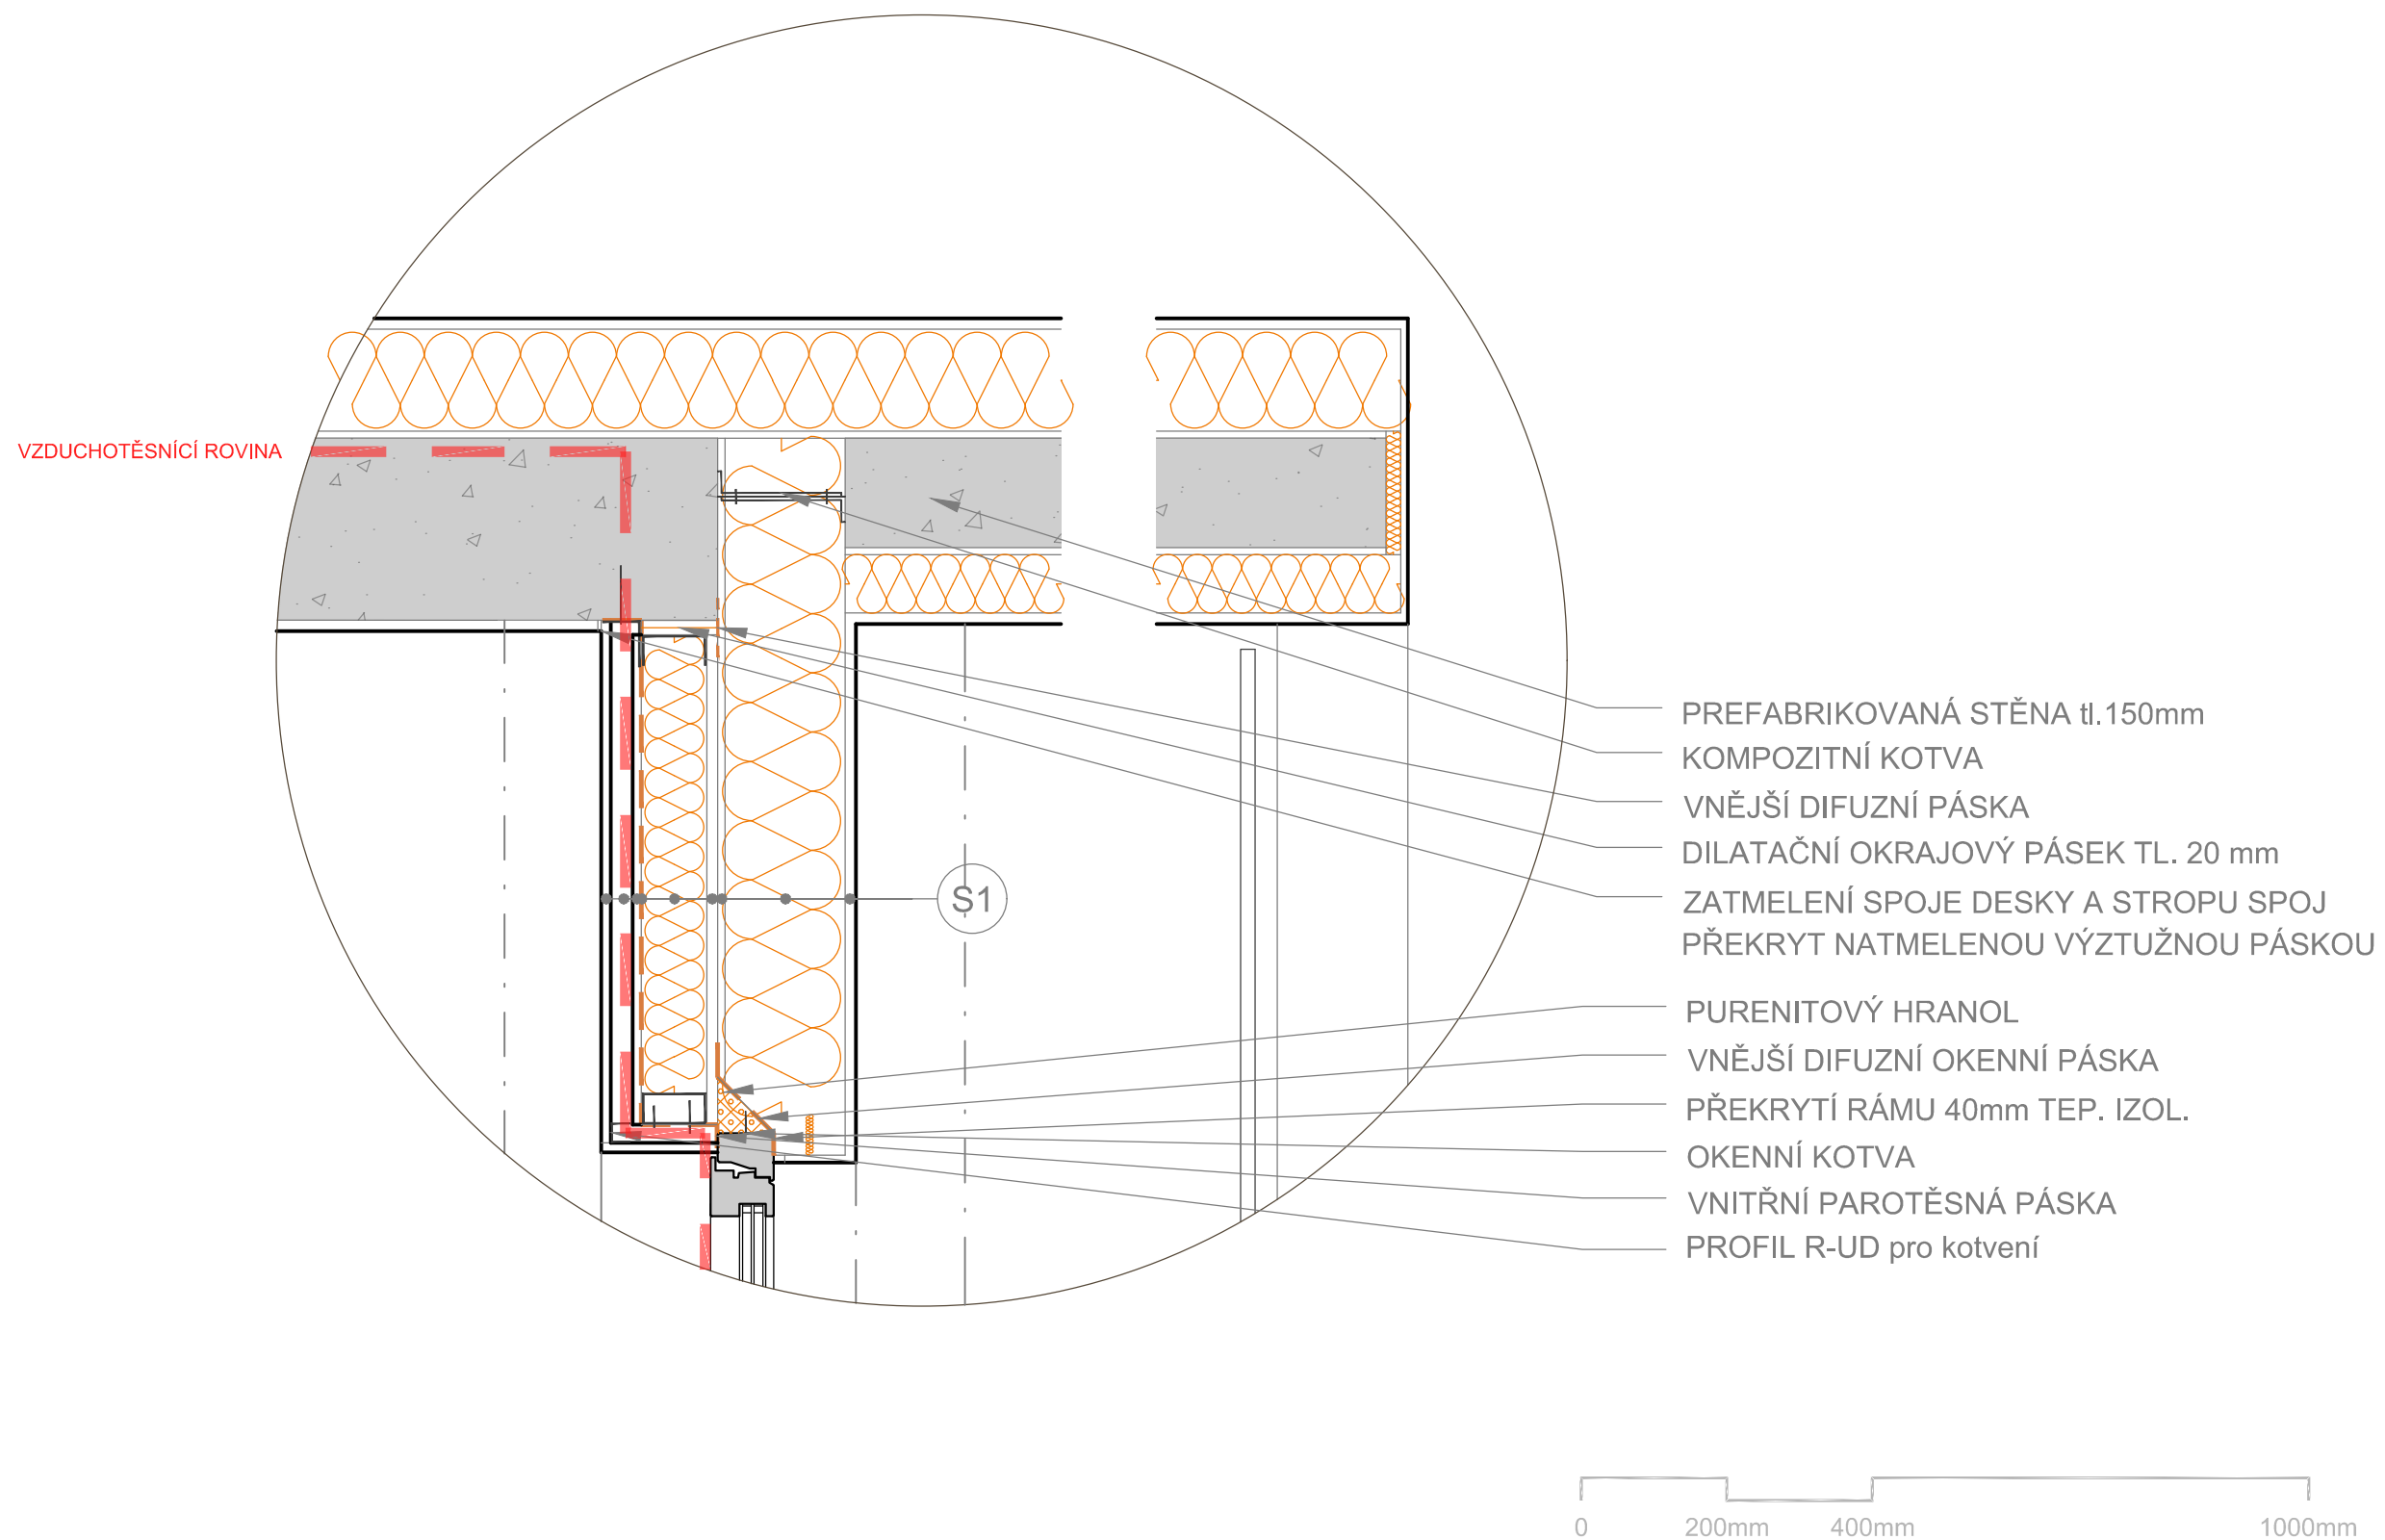 VZDUCHOTĚSNÍCÍ ROVINA
PREFABRIKOVANÁ STĚNA tl.150mm
KOMPOZITNÍ KOTVA
VNĚJŠÍ DIFUZNÍ PÁSKA
DILATAČNÍ OKRAJOVÝ PÁSEK TL. 20 mm
S1
ZATMELENÍ SPOJE DESKY A STROPU SPOJ
PŘEKRYT NATMELENOU VÝZTUŽNOU PÁSKOU
PURENITOVÝ HRANOL
VNĚJŠÍ DIFUZNÍ OKENNÍ PÁSKA
PŘEKRYTÍ RÁMU 40mm TEP. IZOL.
OKENNÍ KOTVA
VNITŘNÍ PAROTĚSNÁ PÁSKA
PROFIL R-UD pro kotvení
0 200mm 400mm 1000mm